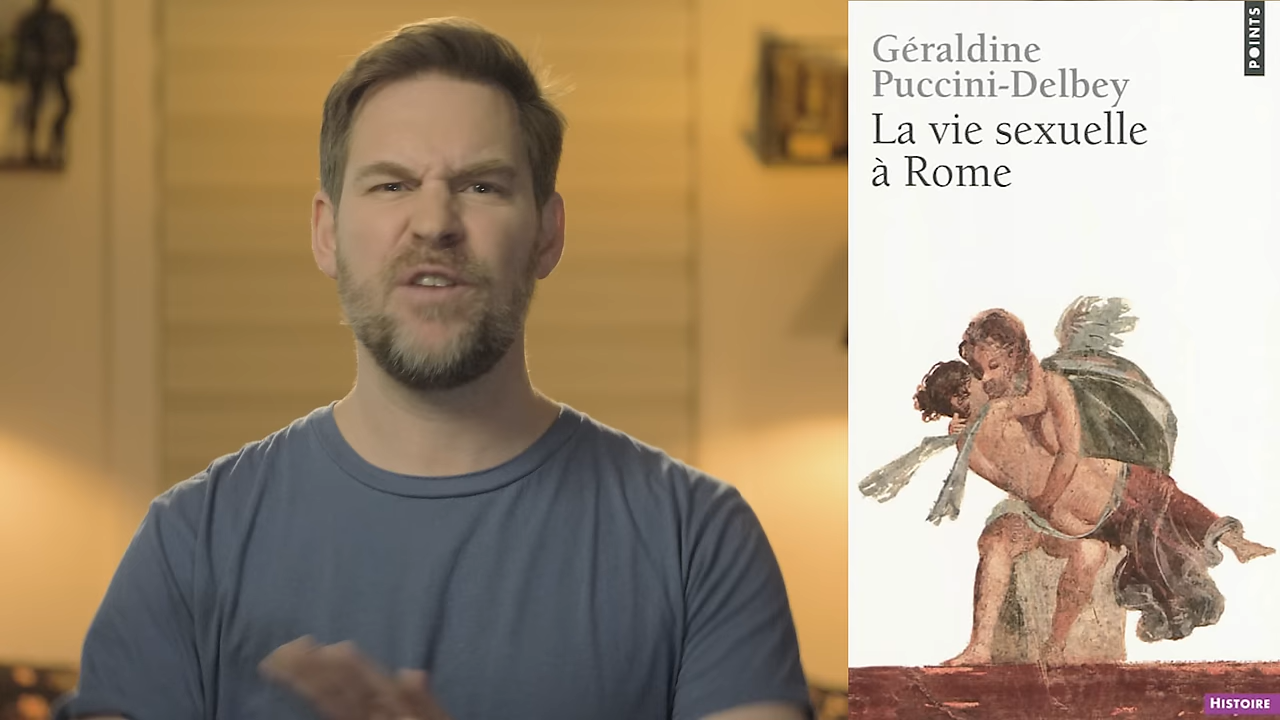 POINTS
Géraldine
Puccini-Delbey
La vie sexuelle
à Rome
HISTOIRE